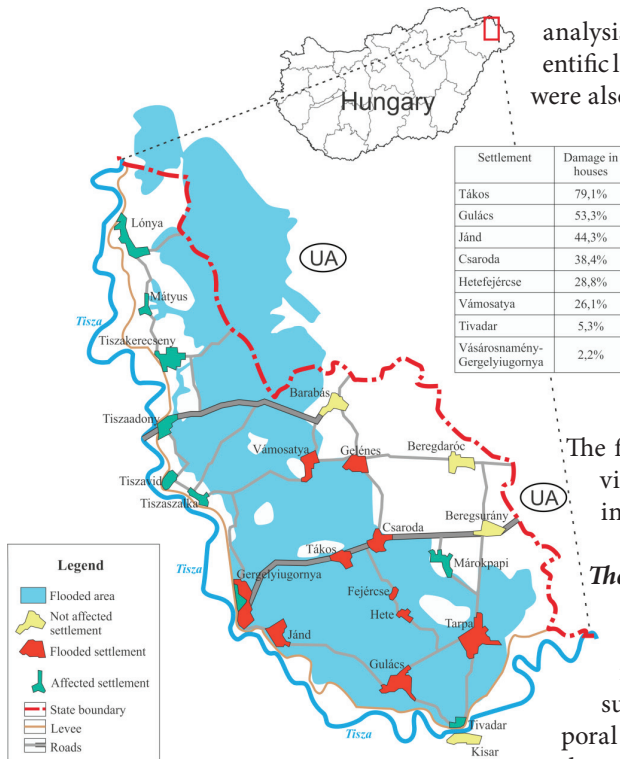 analysis
entific l
were also
Hungary
Settlement Damage in houses
Tákos 79,1%
Gulács 53,3%
Jánd 44,3%
Csaroda 38,4%
Hetefejércse 28,8%
Vámosatya 26,1%
Tivadar 5,3%
Vásárosnamény-
Gergelyiugornya 2,2%
UA
Lónya
Mátyus
Tisza
Tiszakerecseny
Barabás
Tiszaadony
Vámosatya
Gelénes
Beregdaróc
Tiszavid
Tiszaszalka
UA
Beregsurány
Csaroda
Tákos
Márokpapi
Tisza
Gergelyiugornya
Fejércse
Hete
Tarpa
Jánd
Gulács
Tivadar
Kisar
Tisza
Legend
Flooded area
Not affected
settlement
Flooded settlement
Affected settlement
State boundary
Levee
Roads
The f
vi
in
The
su
poral